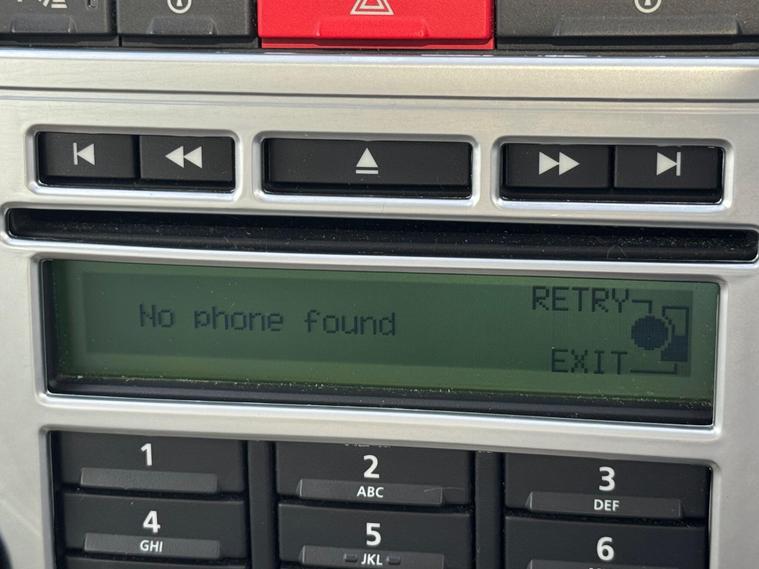 No phone found
RETRY
EXIT
1
2
ABC
3
DEF
4
GHI
5
JKL
6